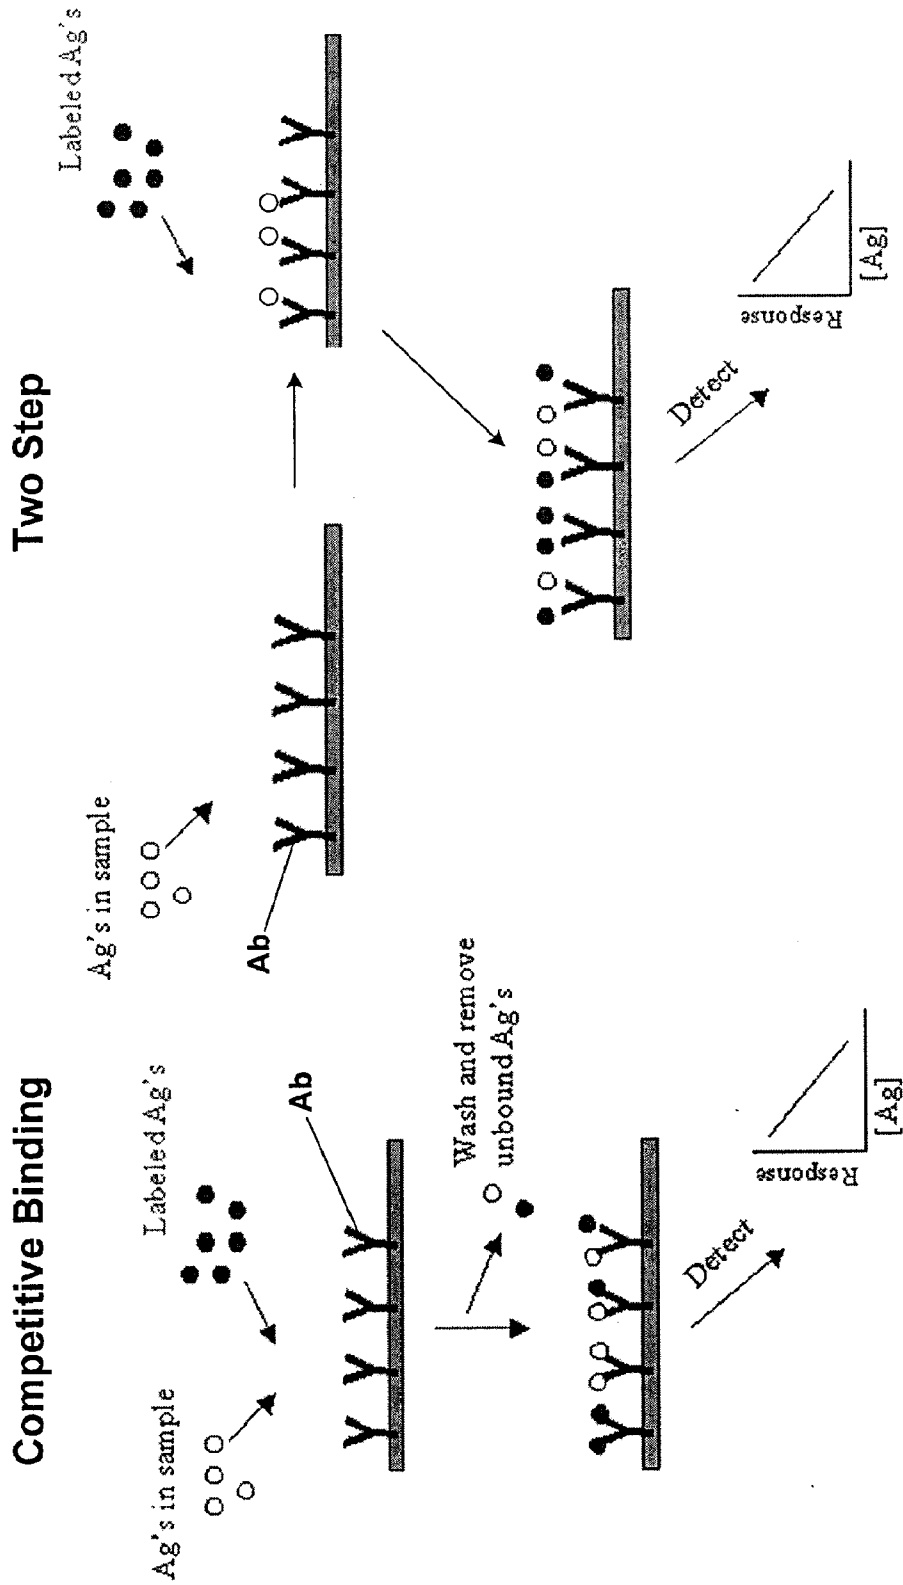 Competitive Binding
Ag's in sample
Labeled Ag's
Ab
Wash and remove
unbound Ag's
Detect
Response
[Ag]
Two Step
Ag's in sample
Ab
Labeled Ag's
Detect
Response
[Ag]